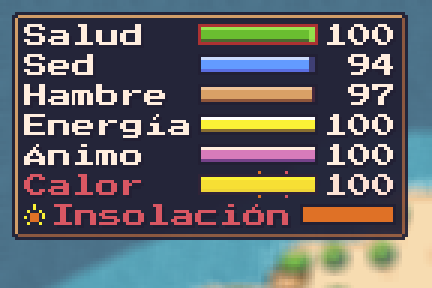 Salud 100
Sed 94
Hambre 97
Energía 100
Ánimo 100
Calor 100
Insolación